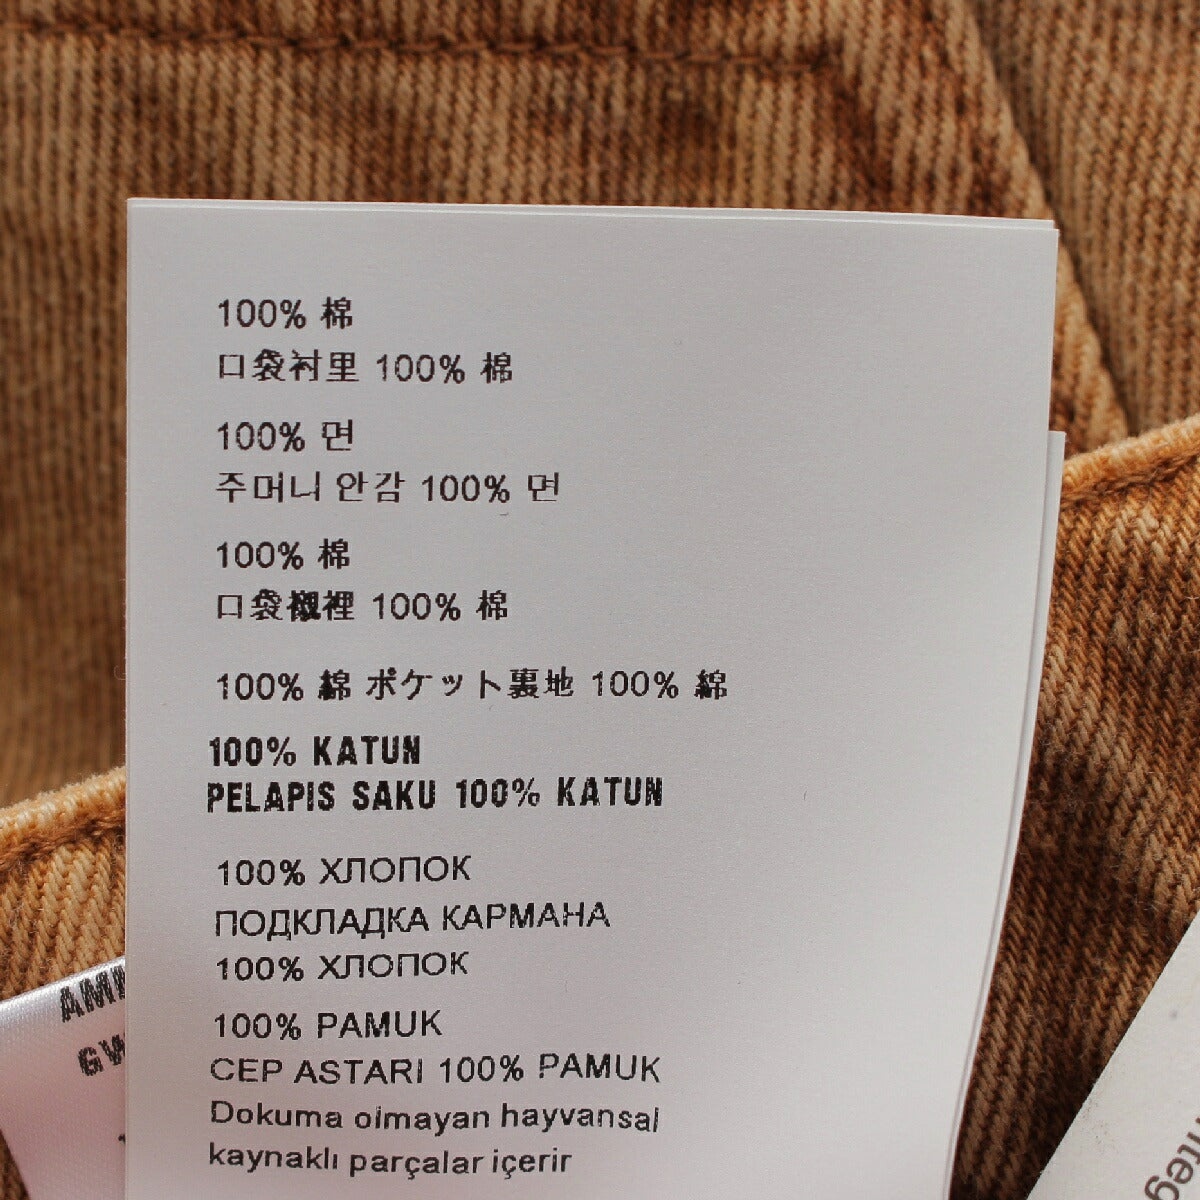 100% 棉
口袋衬里 100% 棉
100% 면
주머니 안감 100% 면
100% 棉
口袋襯裡 100% 棉
100% 綿 ポケット裏地 100% 綿
100% KATUN
PELAPIS SAKU 100% KATUN
100% ХЛОПОК
ПОДКЛАДКА КАРМАНА
100% ХЛОПОК
100% PAMUK
CEP ASTARI 100% PAMUK
Dokuma olmayan hayvansal
kaynaklı parçalar içerir